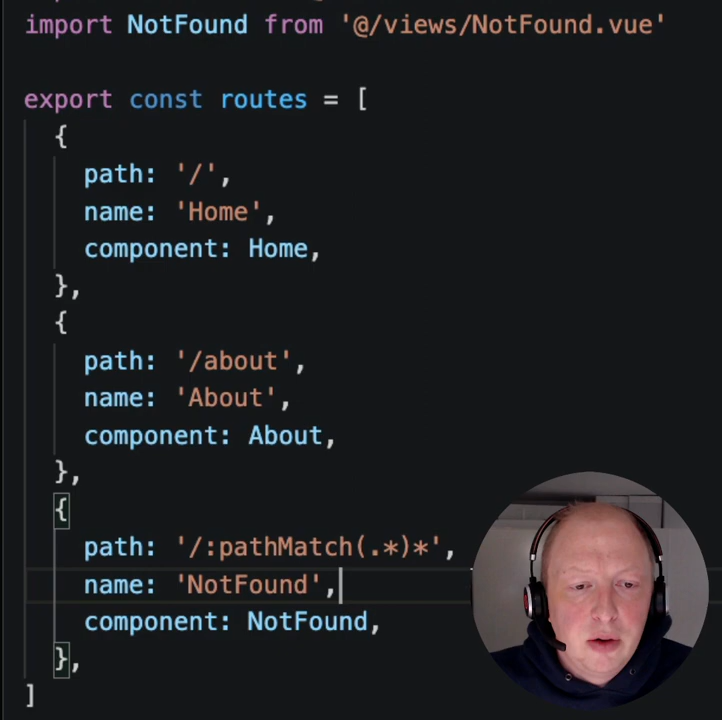 import NotFound from '@/views/NotFound.vue'
export const routes = [
{
path: '/',
name: 'Home',
component: Home,
},
{
path: '/about',
name: 'About',
component: About,
},
{
path: '/:pathMatch(.*)*',
name: 'NotFound',
component: NotFound,
},
]